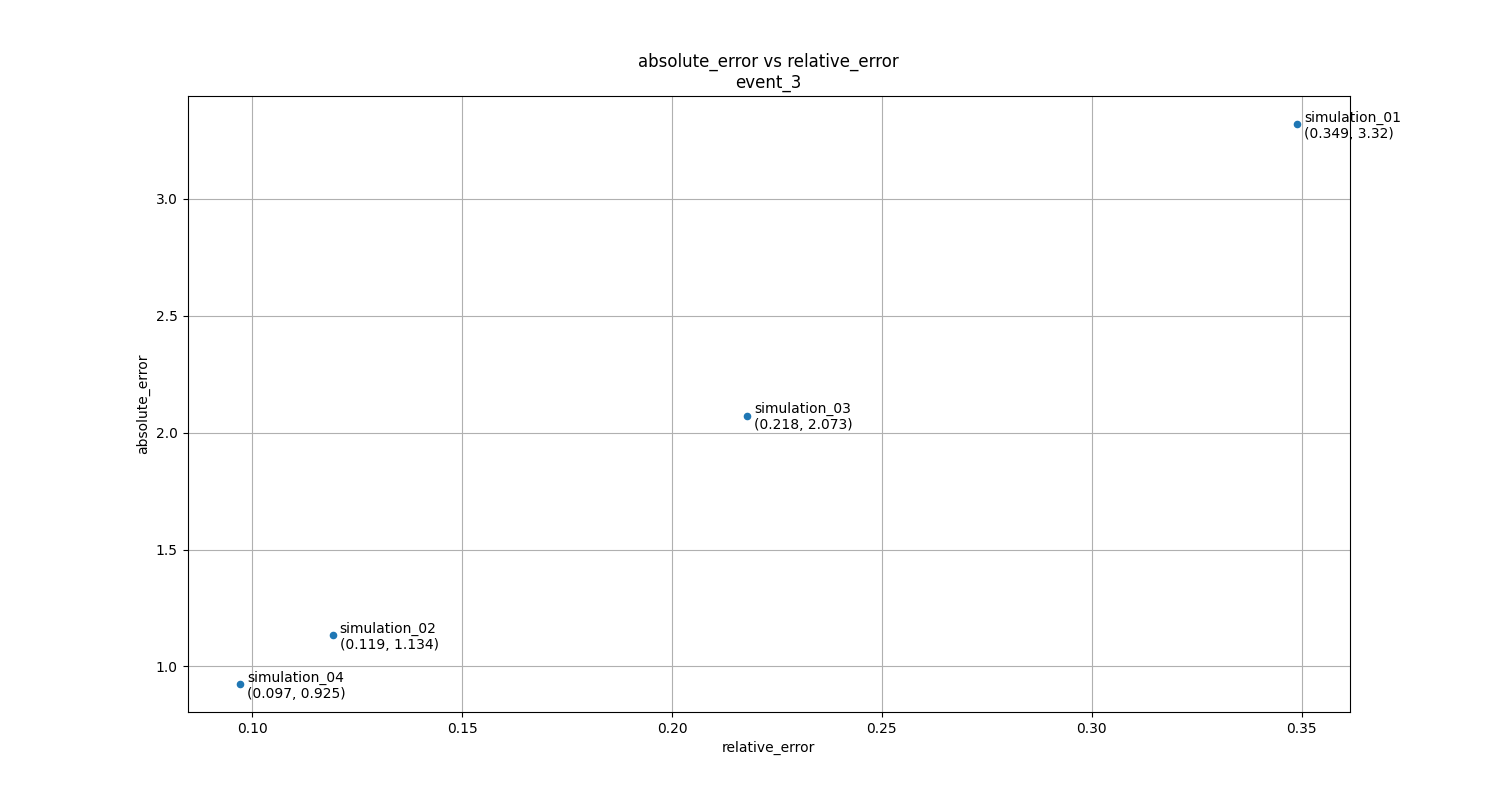 absolute_error vs relative_error
event_3
simulation_01
(0.349, 3.32)
3.0
2.5
simulation_03
(0.218, 2.073)
2.0
absolute_error
1.5
simulation_02
(0.119, 1.134)
1.0
simulation_04
(0.097, 0.925)
0.10 0.15 0.20 0.25 0.30 0.35
relative_error